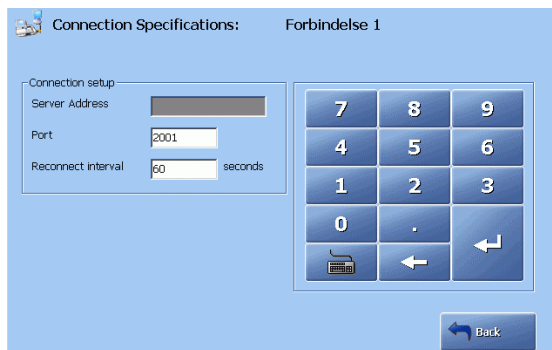 Connection Specifications: Forbindelse 1
Connection setup
Server Address
Port 2001
Reconnect interval 60 seconds
7 8 9
4 5 6
1 2 3
0 .
Back